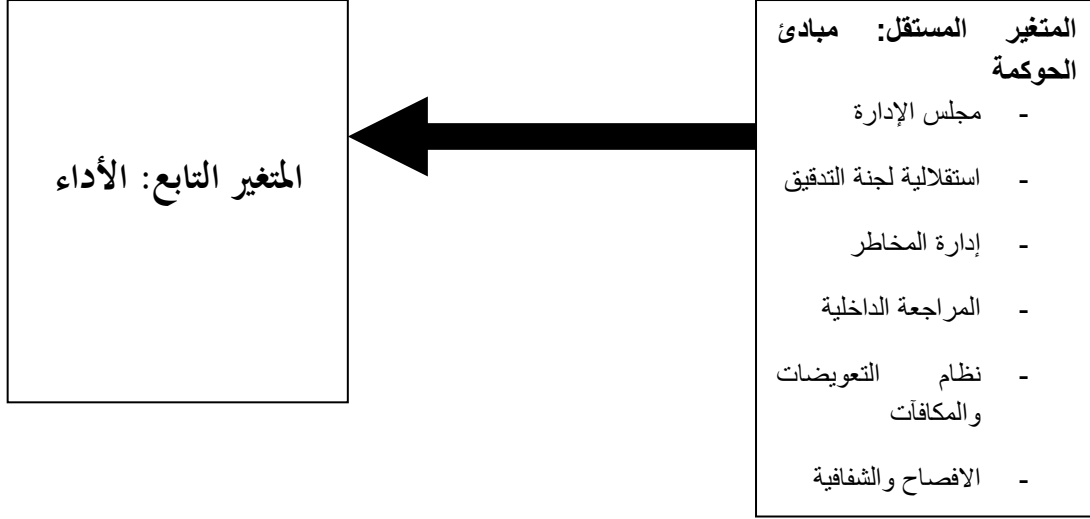 المتغير المستقل: مبادئ
الحوكمة
- مجلس الإدارة
- استقلالية لجنة التدقيق
- إدارة المخاطر
- المراجعة الداخلية
- نظام التعويضات
والمكافآت
- الافصاح والشفافية
المتغير التابع: الأداء